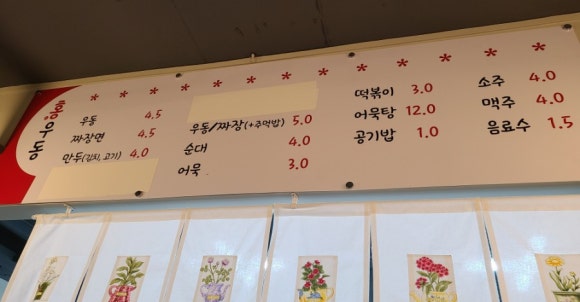 용우동
우동 4.5
짜장면 4.5
만두(김치, 고기) 4.0
우동/짜장(+주먹밥) 5.0
순대 4.0
어묵 3.0
떡볶이 3.0
어묵탕 12.0
공기밥 1.0
소주 4.0
맥주 4.0
음료수 1.5